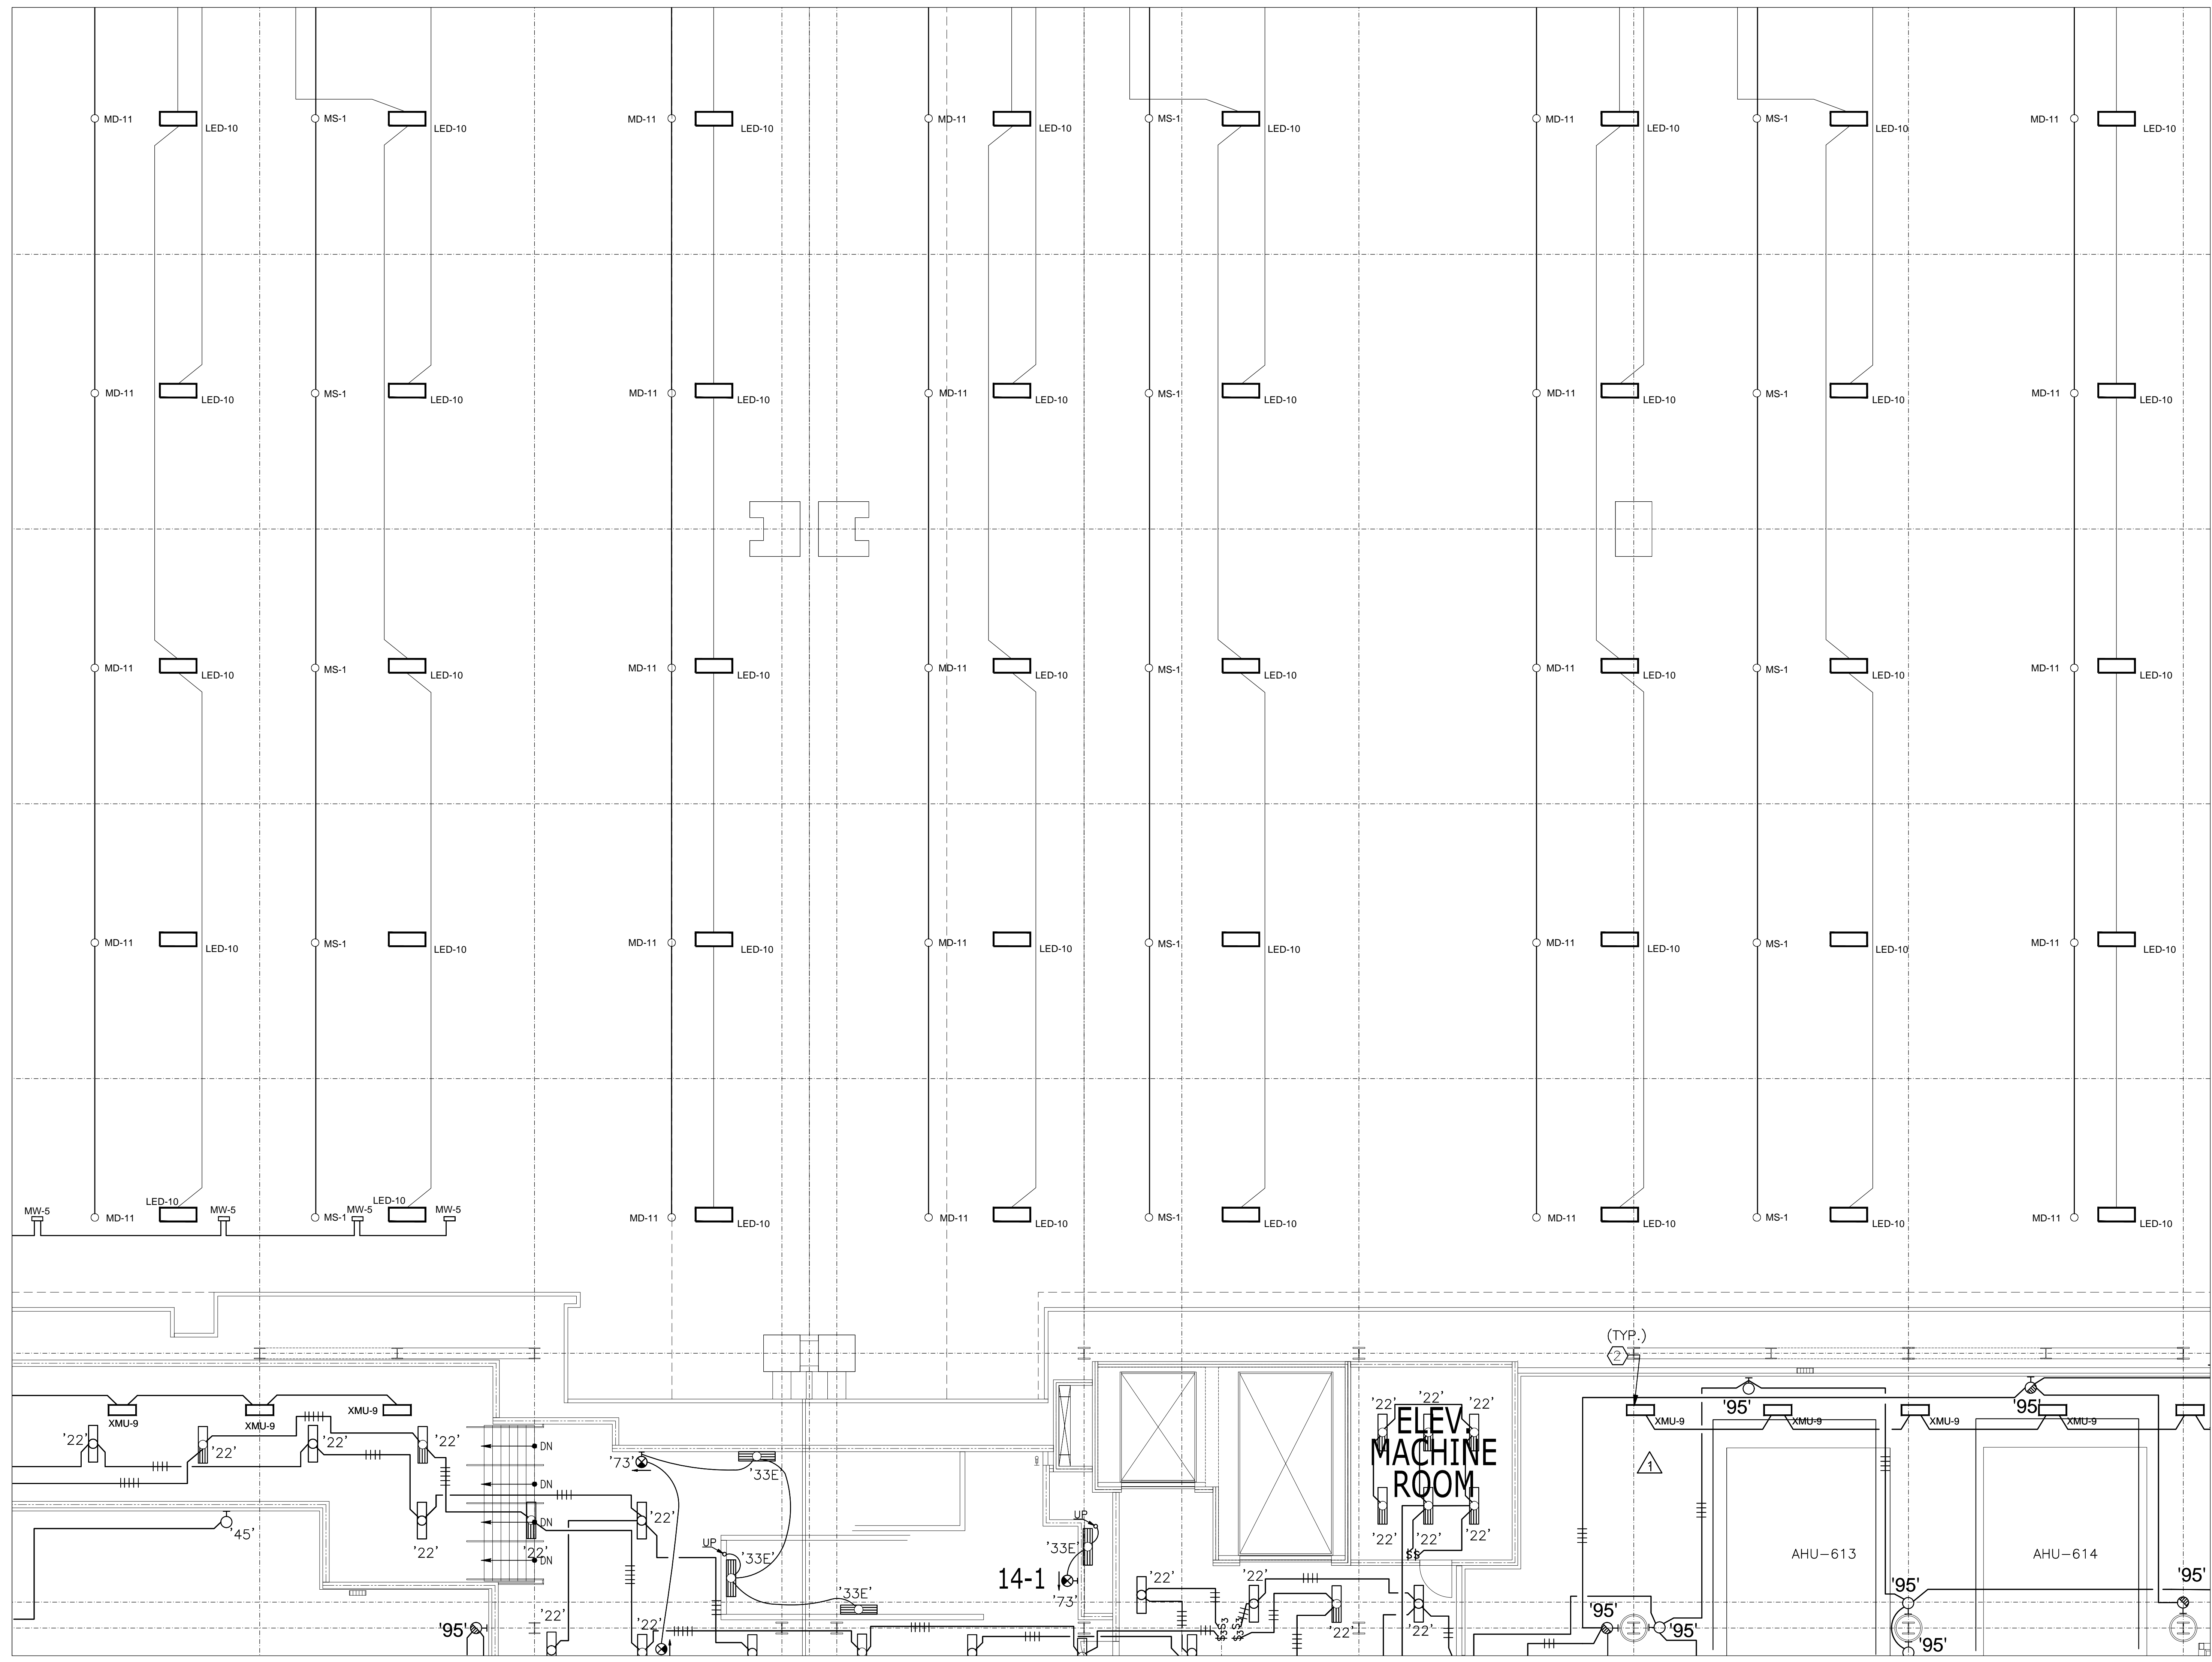 MD-11 LED-10 MS-1 LED-10 MD-11 LED-10 MD-11 LED-10 MS-1 LED-10 MD-11 LED-10 MS-1 LED-10 MD-11 LED-10
MD-11 LED-10 MS-1 LED-10 MD-11 LED-10 MD-11 LED-10 MS-1 LED-10 MD-11 LED-10 MS-1 LED-10 MD-11 LED-10
MD-11 LED-10 MS-1 LED-10 MD-11 LED-10 MD-11 LED-10 MS-1 LED-10 MD-11 LED-10 MS-1 LED-10 MD-11 LED-10
MD-11 LED-10 MS-1 LED-10 MD-11 LED-10 MD-11 LED-10 MS-1 LED-10 MD-11 LED-10 MS-1 LED-10 MD-11 LED-10
LED-10 LED-10
MW-5 MW-5 MW-5 MW-5
MD-11 MS-1 MD-11 LED-10 MD-11 LED-10 MS-1 LED-10 MD-11 LED-10 MS-1 LED-10 MD-11 LED-10
(TYP.)
2
'22' '22' '22'
'95' '95'
XMU-9 XMU-9 XMU-9 XMU-9 XMU-9 XMU-9 XMU-9
ELEV.
MACHINE
ROOM
'22' '22' '22' '22'
DN
'73' '33E'
1
DN
UP
DN
'45' '22'
'22' '22' '22'
'22' '22' DN
UP
'33E' '33E'
$$
AHU-613 AHU-614
14-1
'73'
'22' '22'
'33E'
'95' '95' '95'
'22' '22'
$3 $3
$3 $3
'22' '22'
'95' '95' '95'